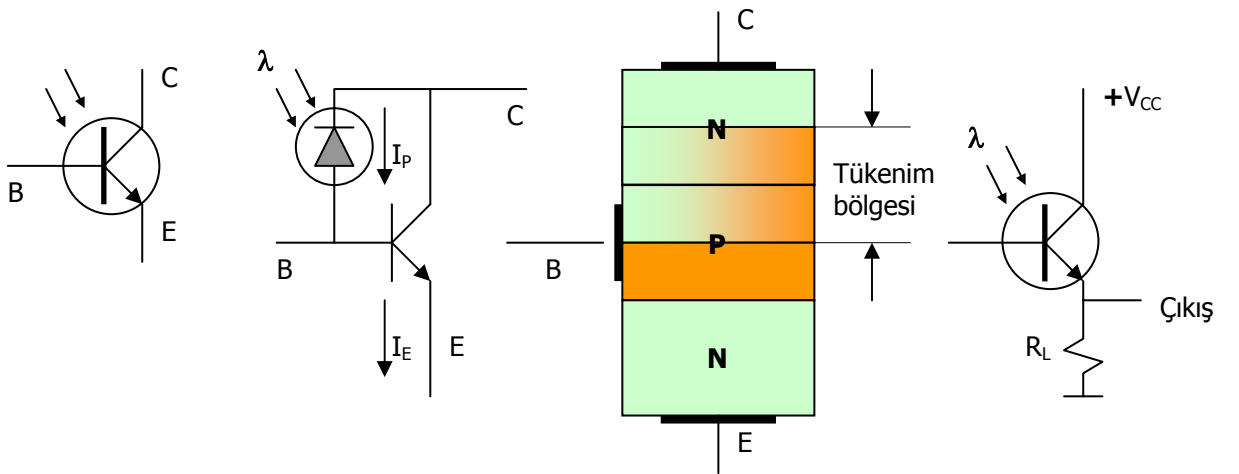 C
B
E
λ
C
I_P
B
I_E
E
C
N
P
N
B
E
Tükenim
bölgesi
+V_CC
λ
Çıkış
R_L